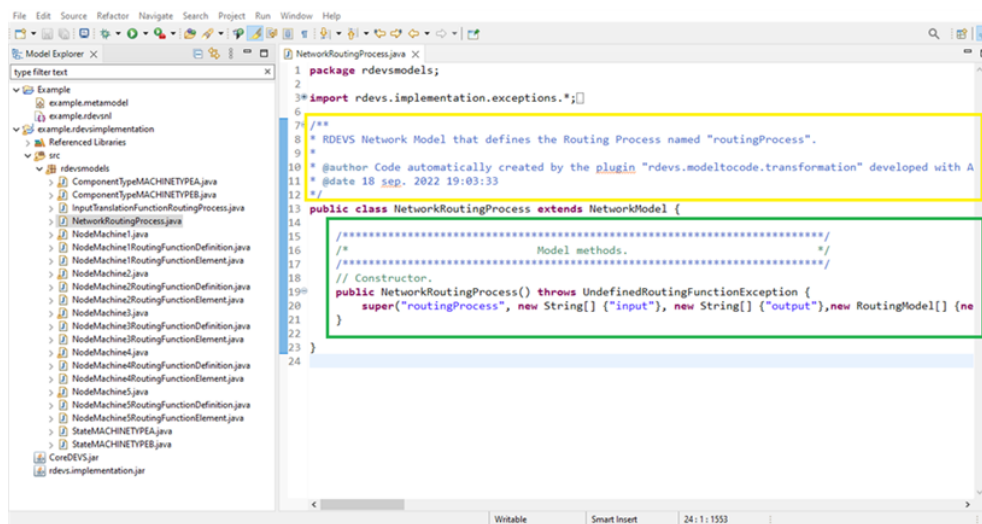 File Edit Source Refactor Navigate Search Project Run Window Help
Model Explorer
type filter text
Example
example.metamodel
example.rdevsnl
example.rdevsimplementation
Referenced Libraries
src
rdevsmodels
ComponentTypeMACHINETYPEA.java
ComponentTypeMACHINETYPEB.java
InputTranslationFunctionRoutingProcess.java
NetworkRoutingProcess.java
NodeMachine1.java
NodeMachine1RoutingFunctionDefinition.java
NodeMachine1RoutingFunctionElement.java
NodeMachine2.java
NodeMachine2RoutingFunctionDefinition.java
NodeMachine2RoutingFunctionElement.java
NodeMachine3.java
NodeMachine3RoutingFunctionDefinition.java
NodeMachine3RoutingFunctionElement.java
NodeMachine4.java
NodeMachine4RoutingFunctionDefinition.java
NodeMachine4RoutingFunctionElement.java
NodeMachine5.java
NodeMachine5RoutingFunctionDefinition.java
NodeMachine5RoutingFunctionElement.java
StateMACHINETYPEA.java
StateMACHINETYPEB.java
CoreDEVS.jar
rdevs.implementation.jar
NetworkRoutingProcess.java
1 package rdevsmodels;
2
3 import rdevs.implementation.exceptions.*;
6
7 /**
8 * RDEVS Network Model that defines the Routing Process named "routingProcess".
9 *
10 * @author Code automatically created by the plugin "rdevs.modeltocode.transformation" developed with A
11 * @date 18 sep. 2022 19:03:33
12 */
13 public class NetworkRoutingProcess extends NetworkModel {
14
15 /**************************************************************************/
16 /* Model methods. */
17 /**************************************************************************/
18 // Constructor.
19 public NetworkRoutingProcess() throws UndefinedRoutingFunctionException {
20 super("routingProcess", new String[] {"input"}, new String[] {"output"},new RoutingModel[] {ne
21 }
22
23 }
24
Writable Smart Insert 24 : 1 : 1553